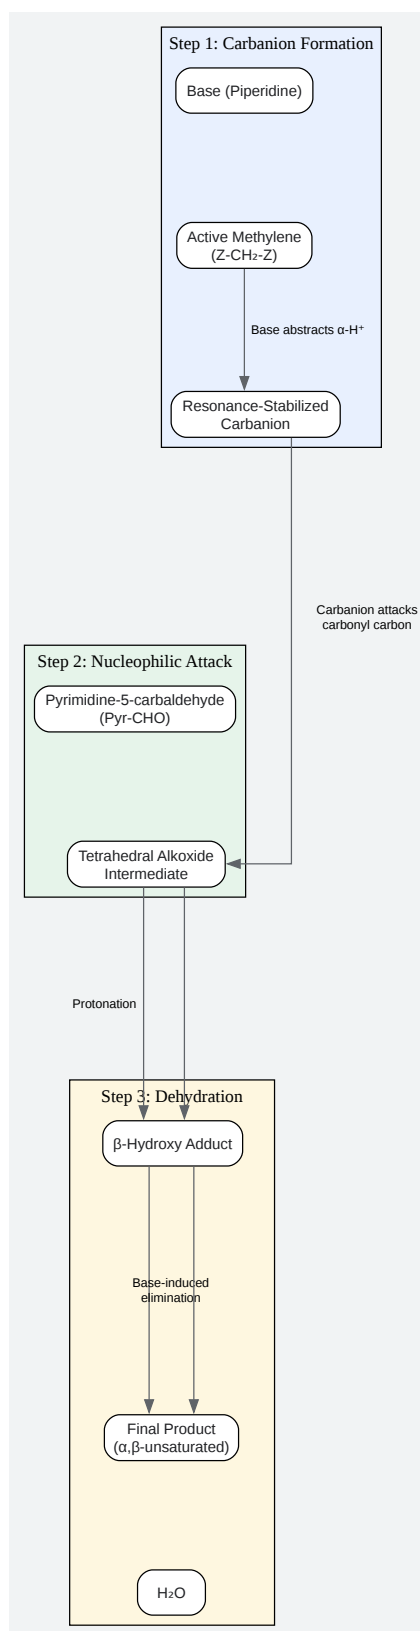 Step 1: Carbanion Formation
Base (Piperidine)
Active Methylene
(Z-CH₂-Z)
Base abstracts α-H⁺
Resonance-Stabilized
Carbanion
Carbanion attacks
carbonyl carbon
Step 2: Nucleophilic Attack
Pyrimidine-5-carbaldehyde
(Pyr-CHO)
Tetrahedral Alkoxide
Intermediate
Protonation
Step 3: Dehydration
β-Hydroxy Adduct
Base-induced
elimination
Final Product
(α,β-unsaturated)
H₂O